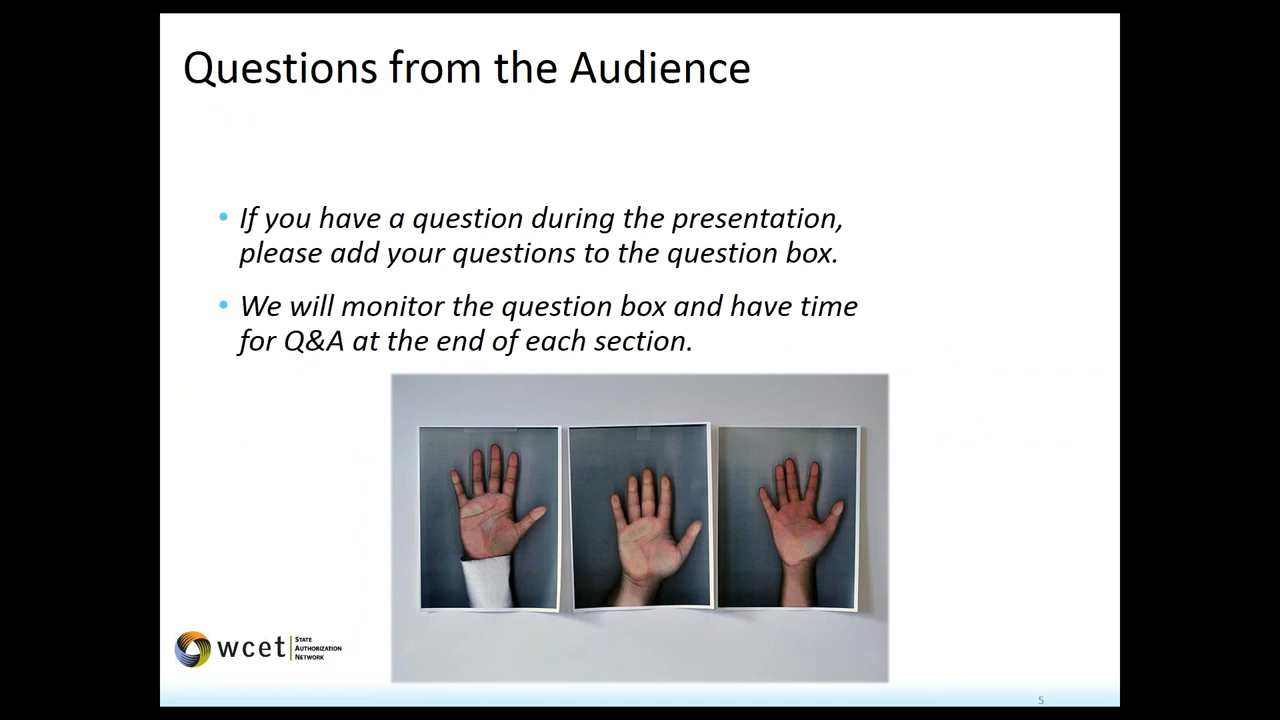 Questions from the Audience
• If you have a question during the presentation,
please add your questions to the question box.
• We will monitor the question box and have time
for Q&A at the end of each section.
wcet
STATE
AUTHORIZATION
NETWORK
5